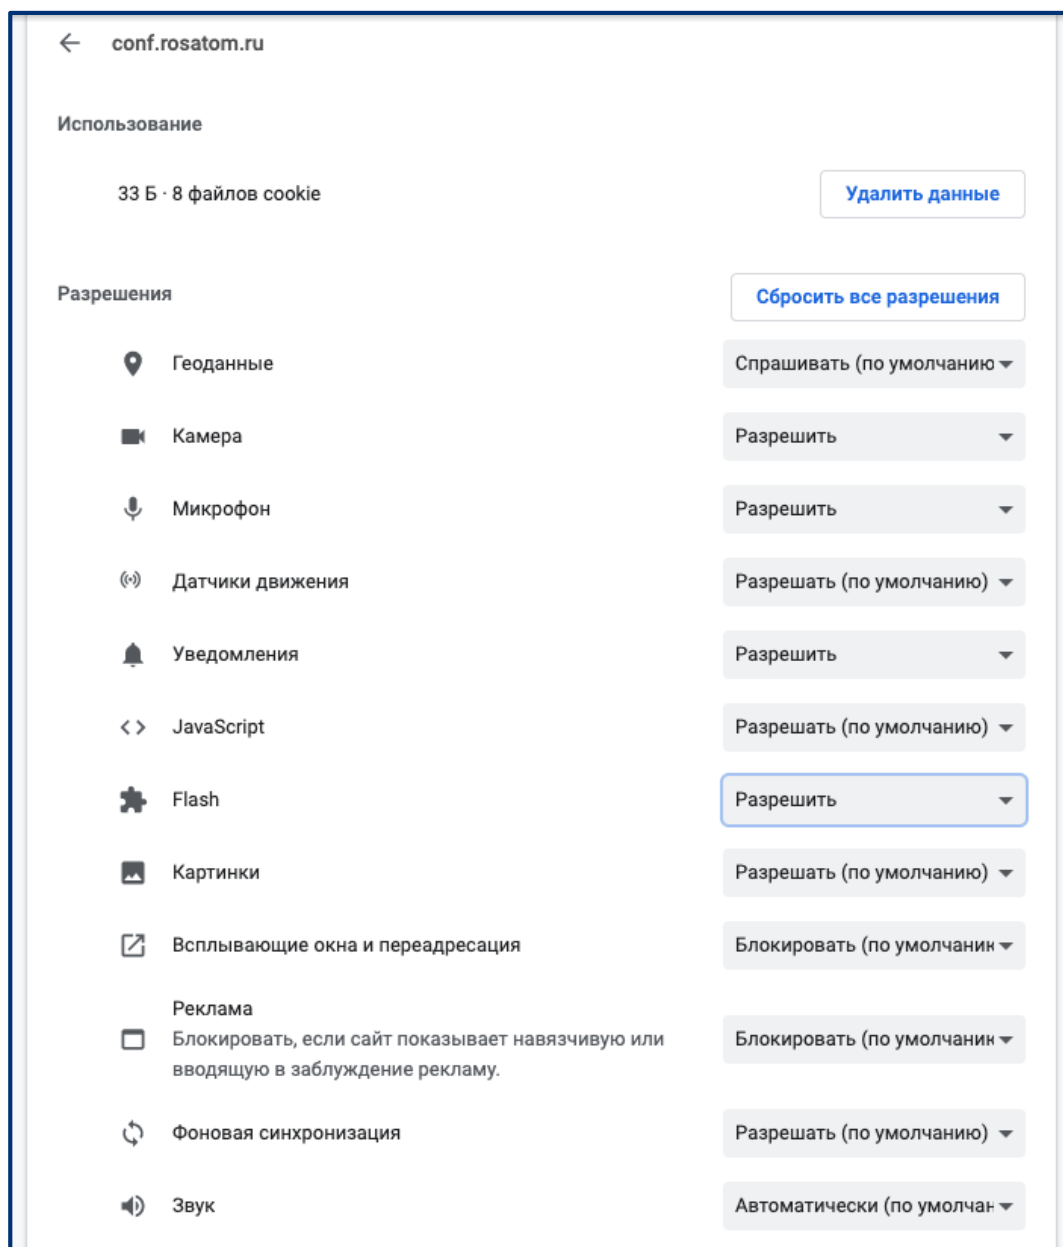 conf.rosatom.ru
Использование
33 Б · 8 файлов cookie
Удалить данные
Разрешения
Сбросить все разрешения
Геоданные
Спрашивать (по умолчанию
Камера
Разрешить
Микрофон
Разрешить
Датчики движения
Разрешать (по умолчанию)
Уведомления
Разрешить
JavaScript
Разрешать (по умолчанию)
Flash
Разрешить
Картинки
Разрешать (по умолчанию)
Всплывающие окна и переадресация
Блокировать (по умолчани
Реклама
Блокировать, если сайт показывает навязчивую или
вводящую в заблуждение рекламу.
Блокировать (по умолчани
Фоновая синхронизация
Разрешать (по умолчанию)
Звук
Автоматически (по умолчан